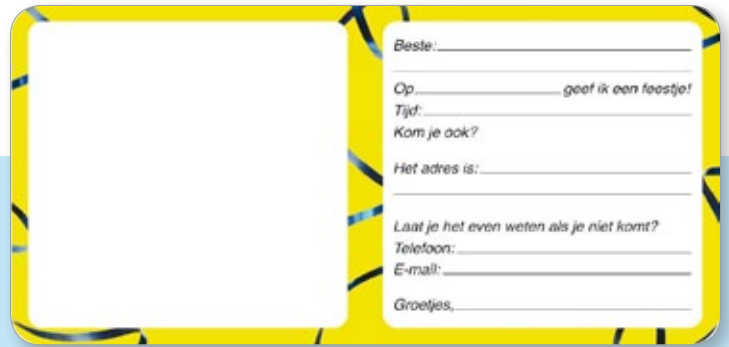 Beste:
Op geef ik een feestje!
Tijd:
Kom je ook?
Het adres is:
Laat je het even weten als je niet komt?
Telefoon:
E-mail:
Groetjes,